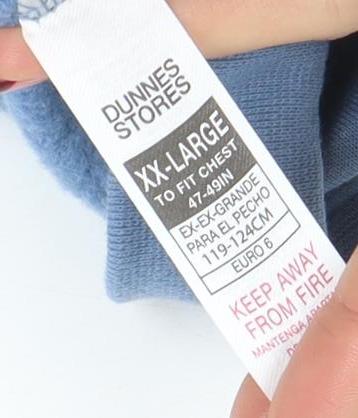 DUNNES
STORES
XX-LARGE
TO FIT CHEST
47-49IN
EX-EX-GRANDE
PARA EL PECHO
119-124CM
EURO 6
KEEP AWAY
FROM FIRE
MANTENGA